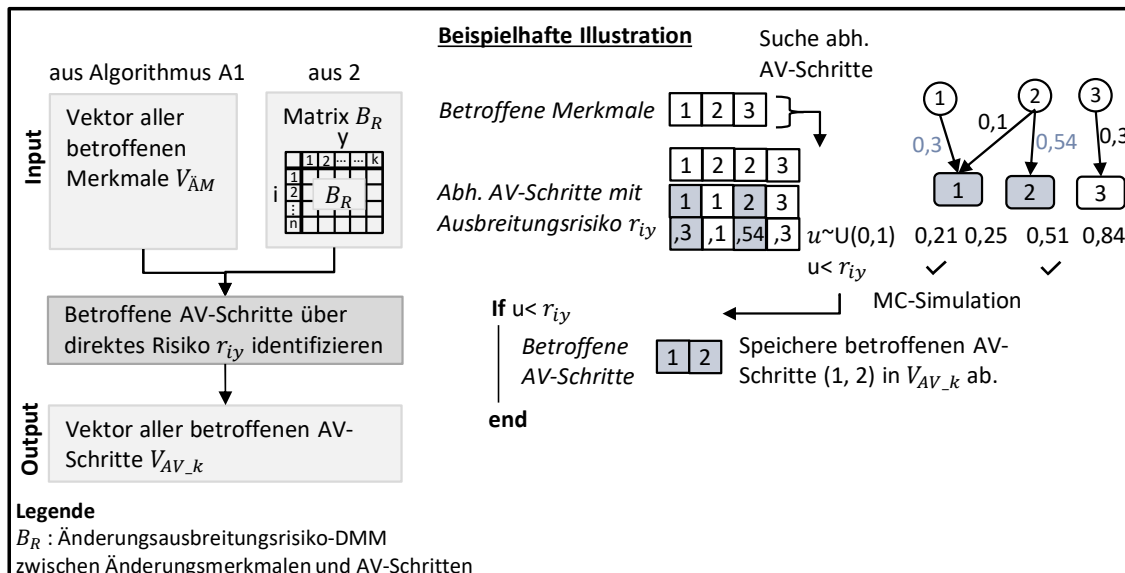 aus Algorithmus A1
aus 2
Input
Vektor aller
betroffenen
Merkmale V_ÄM
Matrix B_R
y
1 2 ... ... k
i
1
2
⋮
n
B_R
Betroffene AV-Schritte über
direktes Risiko r_iy identifizieren
Output
Vektor aller betroffenen AV-
Schritte V_AV_k
Legende
B_R : Änderungsausbreitungsrisiko-DMM
zwischen Änderungsmerkmalen und AV-Schritten
Beispielhafte Illustration
Suche abh.
AV-Schritte
Betroffene Merkmale
1 2 3
1 2 2 3
Abh. AV-Schritte mit
Ausbreitungsrisiko r_iy
1 1 2 3
,3 ,1 ,54 ,3
1 2 3
0,3 0,1 0,54 0,3
1 2 3
u~U(0,1) 0,21 0,25 0,51 0,84
u< r_iy ✓ ✓
MC-Simulation
If u< r_iy
Betroffene
AV-Schritte
1 2
Speichere betroffenen AV-
Schritte (1, 2) in V_AV_k ab.
end